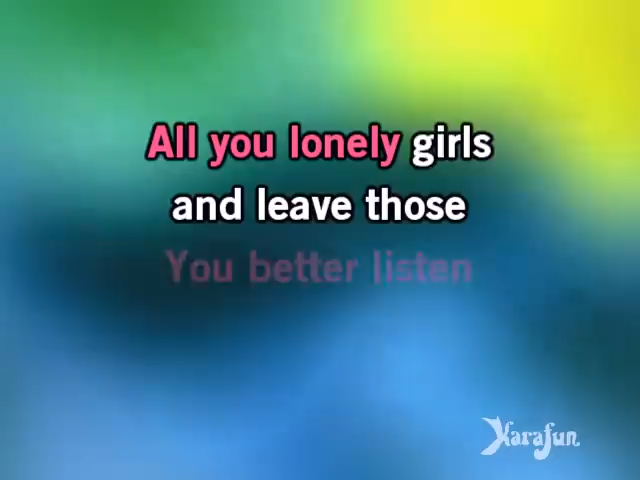 All you lonely girls
and leave those
You better listen
Karafun